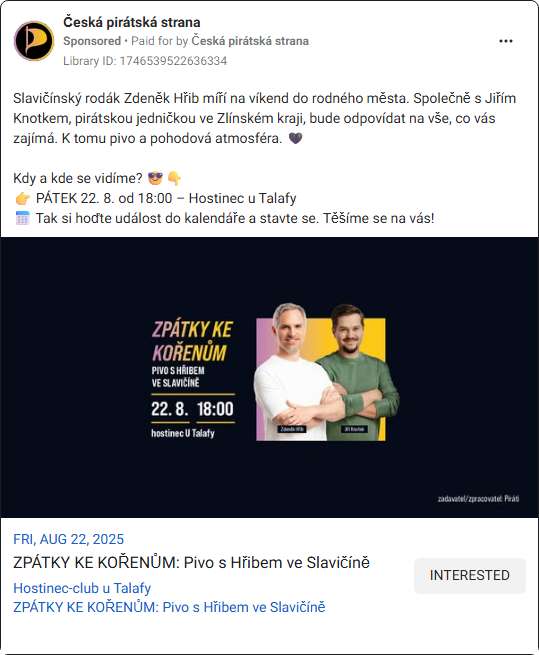 Česká pirátská strana
Sponsored • Paid for by Česká pirátská strana
Library ID: 1746539522636334
Slavičínský rodák Zdeněk Hřib míří na víkend do rodného města. Společně s Jiřím
Knotkem, pirátskou jedničkou ve Zlínském kraji, bude odpovídat na vše, co vás
zajímá. K tomu pivo a pohodová atmosféra. 🖤
Kdy a kde se vidíme? 😎👇
👉 PÁTEK 22. 8. od 18:00 – Hostinec u Talafy
🗓️ Tak si hoďte událost do kalendáře a stavte se. Těšíme se na vás!
ZPÁTKY KE
KOŘENŮM
PIVO S HŘIBEM
VE SLAVIČÍNĚ
22. 8. 18:00
hostinec U Talafy
Zdeněk Hřib
Jiří Knotek
zadavatel/zpracovatel: Piráti
FRI, AUG 22, 2025
ZPÁTKY KE KOŘENŮM: Pivo s Hřibem ve Slavičíně
Hostinec-club u Talafy
ZPÁTKY KE KOŘENŮM: Pivo s Hřibem ve Slavičíně
INTERESTED